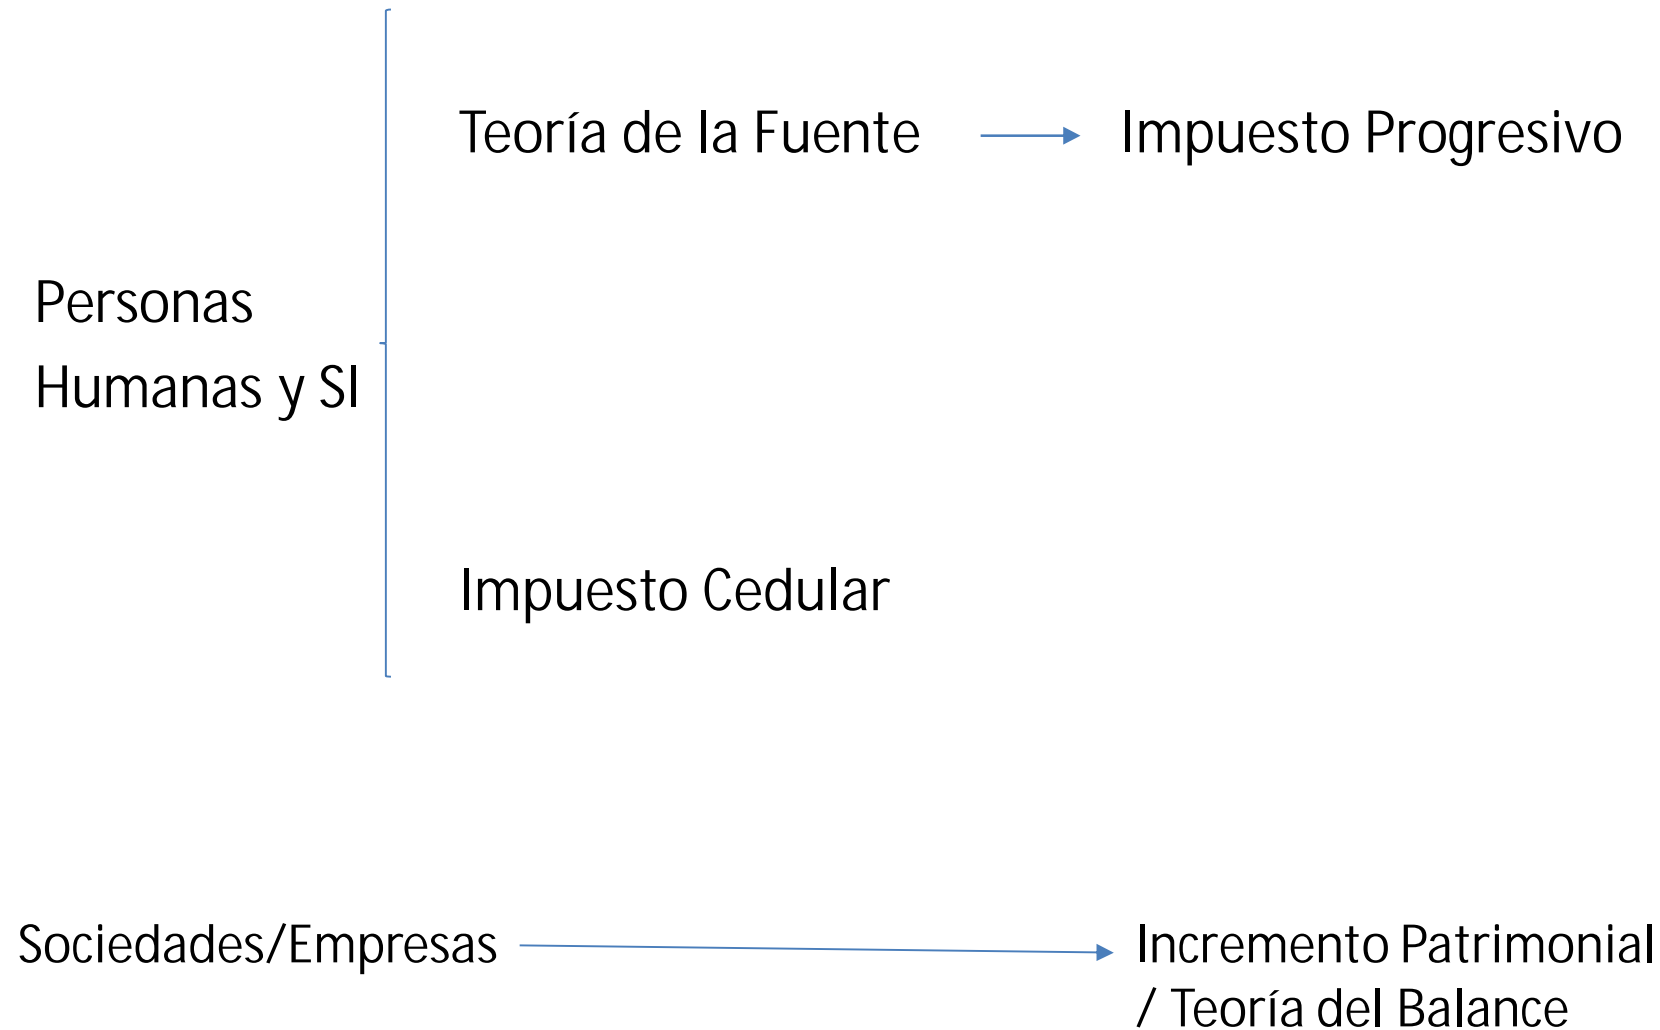 Teoría de la Fuente
Impuesto Progresivo
Personas
Humanas y SI
Impuesto Cedular
Sociedades/Empresas
Incremento Patrimonial
/ Teoría del Balance